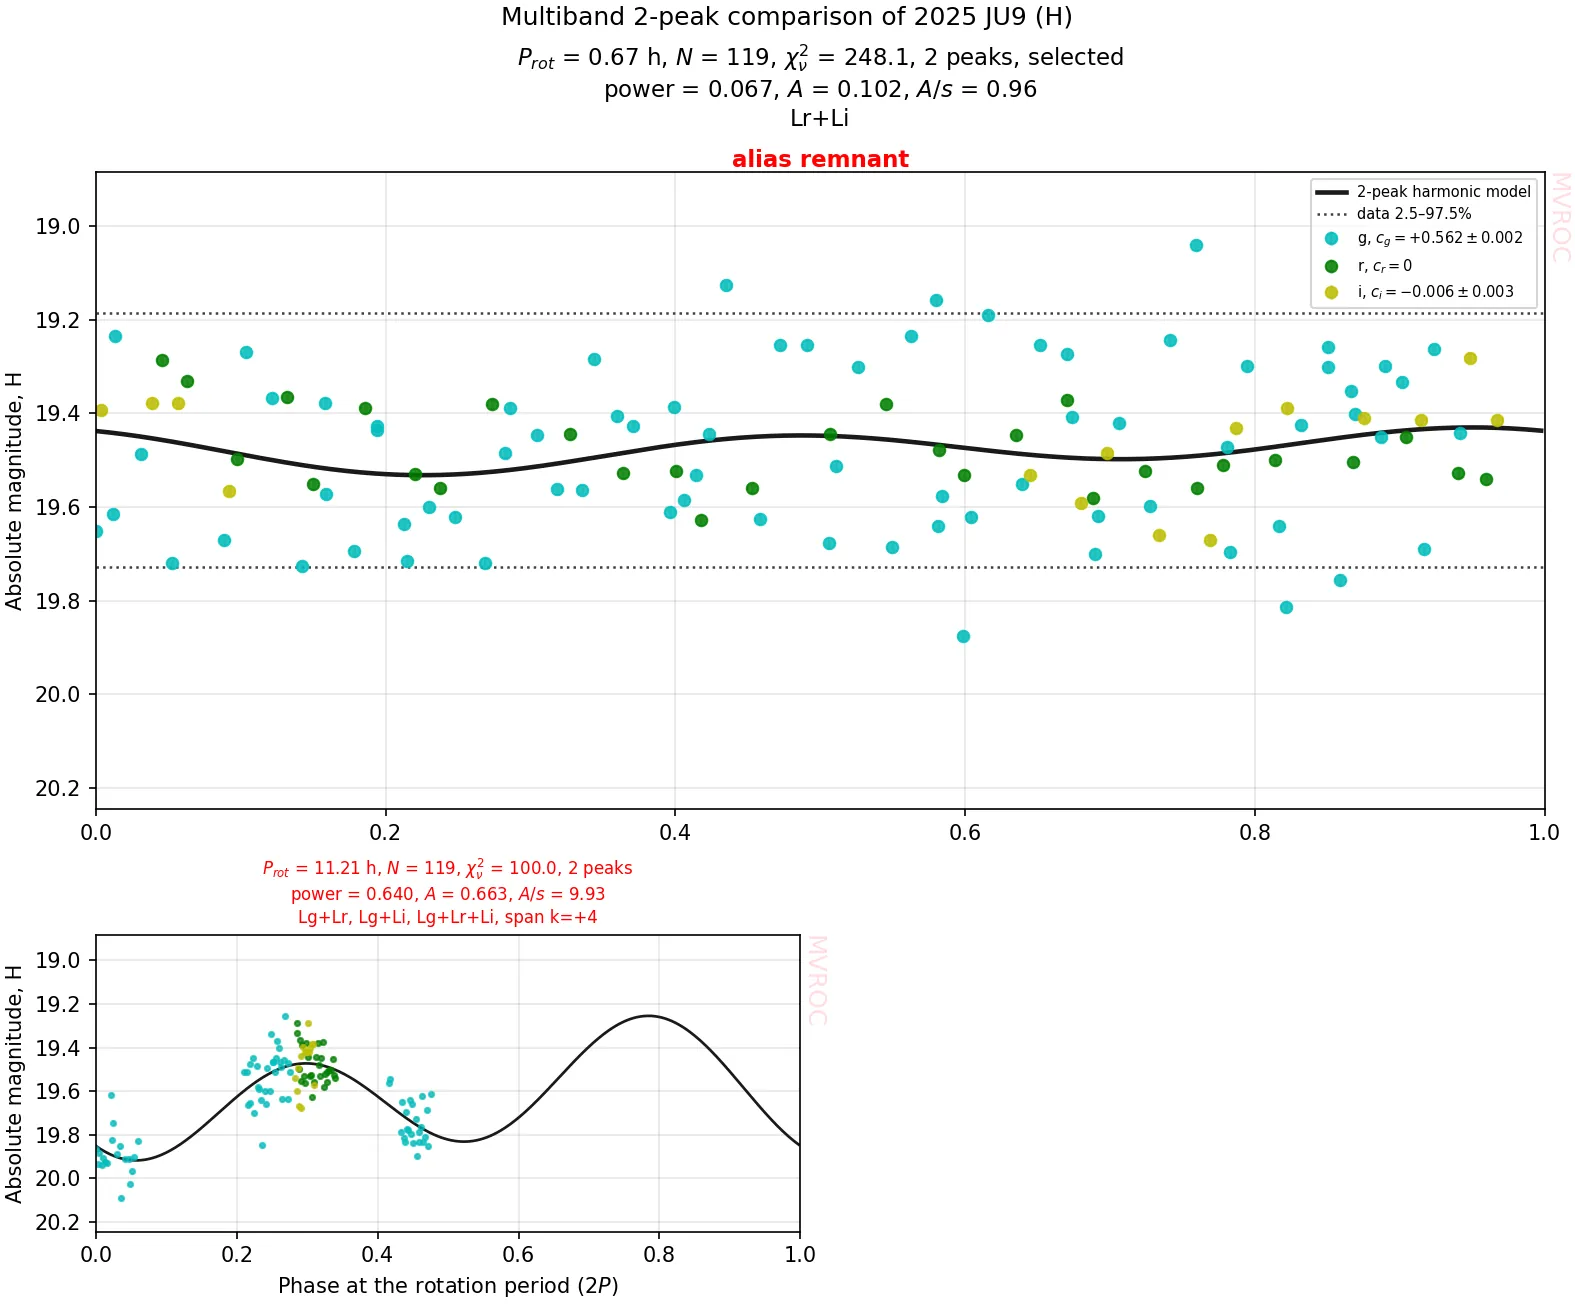 Multiband 2-peak comparison of 2025 JU9 (H)
P_rot = 0.67 h, N = 119, χ²_ν = 248.1, 2 peaks, selected
power = 0.067, A = 0.102, A/s = 0.96
Lr+Li
alias remnant
2-peak harmonic model
data 2.5–97.5%
g, c_g = +0.562 ± 0.002
r, c_r = 0
i, c_i = −0.006 ± 0.003
MVROC
Absolute magnitude, H
19.0
19.2
19.4
19.6
19.8
20.0
20.2
0.0 0.2 0.4 0.6 0.8 1.0
P_rot = 11.21 h, N = 119, χ²_ν = 100.0, 2 peaks
power = 0.640, A = 0.663, A/s = 9.93
Lg+Lr, Lg+Li, Lg+Lr+Li, span k=+4
MVROC
Absolute magnitude, H
19.0
19.2
19.4
19.6
19.8
20.0
20.2
0.0 0.2 0.4 0.6 0.8 1.0
Phase at the rotation period (2P)